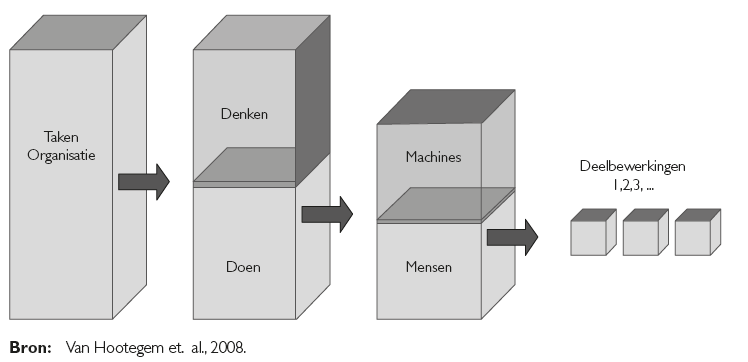 Taken
Organisatie
Denken
Doen
Machines
Mensen
Deelbewerkingen
1,2,3, ...
Bron: Van Hootegem et. al., 2008.